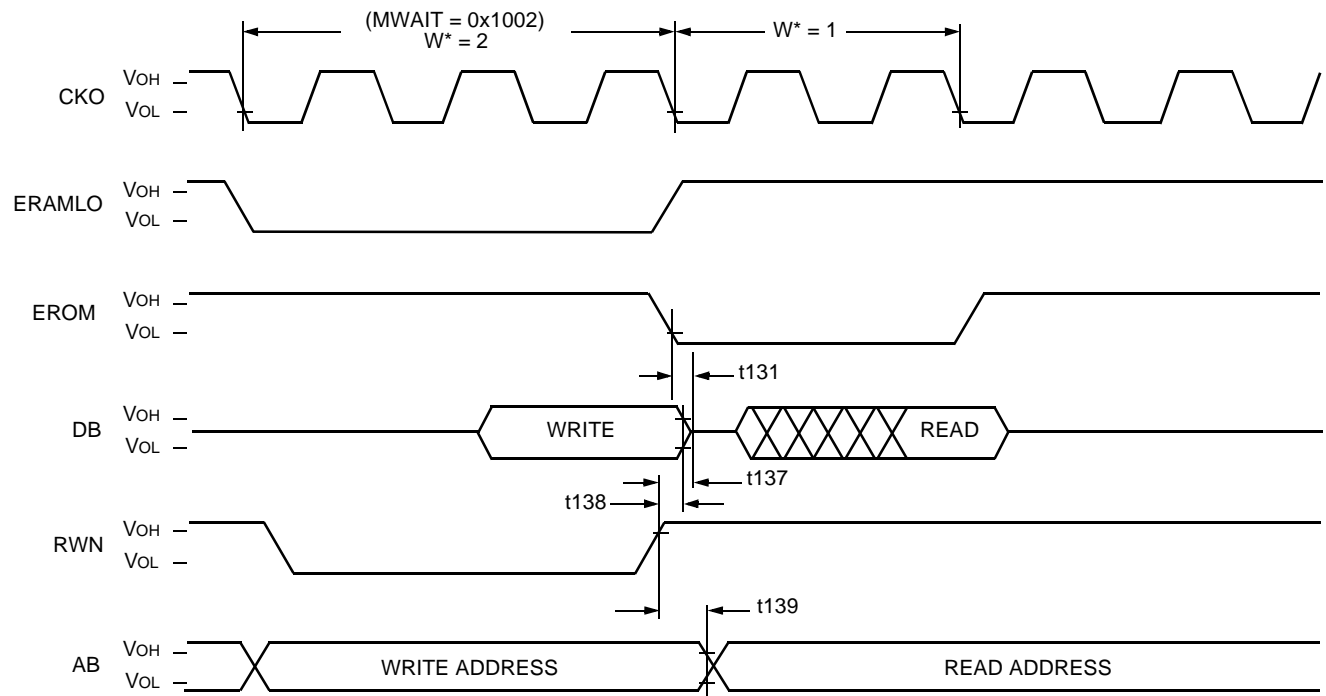 (MWAIT = 0x1002)
W* = 2
W* = 1
CKO
VOH
VOL
ERAMLO
VOH
VOL
EROM
VOH
VOL
t131
DB
VOH
VOL
WRITE
READ
t137
t138
RWN
VOH
VOL
t139
AB
VOH
VOL
WRITE ADDRESS
READ ADDRESS